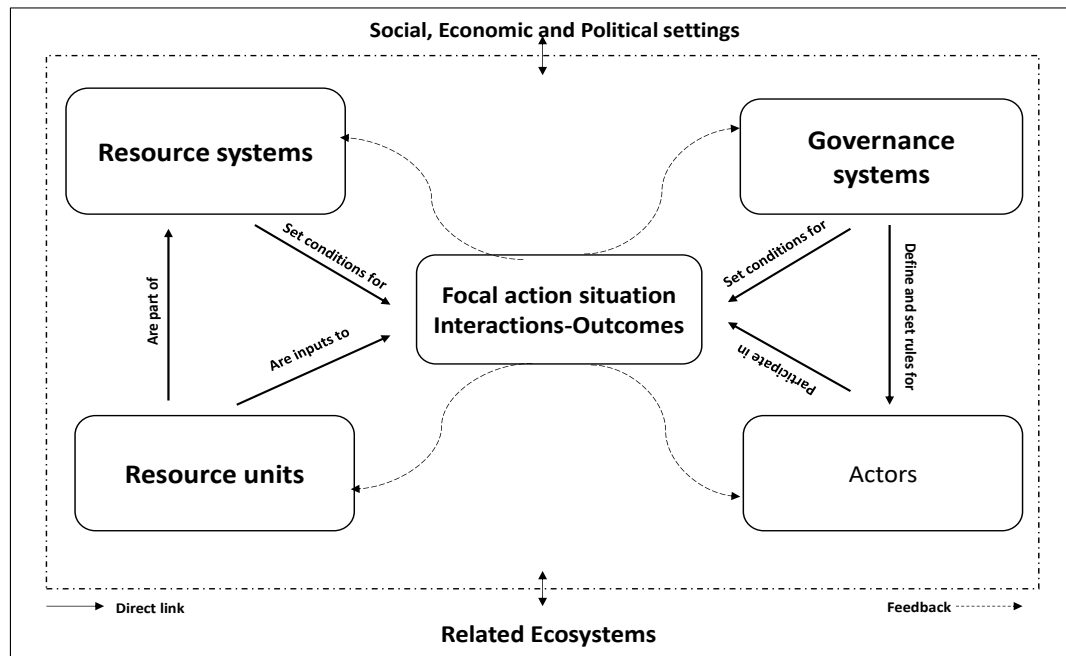 Social, Economic and Political settings
Resource systems
Governance
systems
Set conditions for
Set conditions for
Are part of
Focal action situation
Interactions-Outcomes
Define and set rules for
Are inputs to
Participate in
Resource units
Actors
Direct link
Feedback
Related Ecosystems